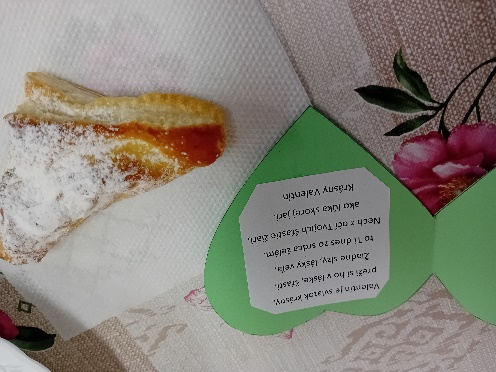 Valentín je sviatok krásny,
preži si ho v láske, šťastí.
Žiadne slzy, lásky veľa,
to Ti dnes zo srdca želám.
Nech z očí Tvojich šťastie žiari,
ako lúka skorej jari.
Krásny Valentín